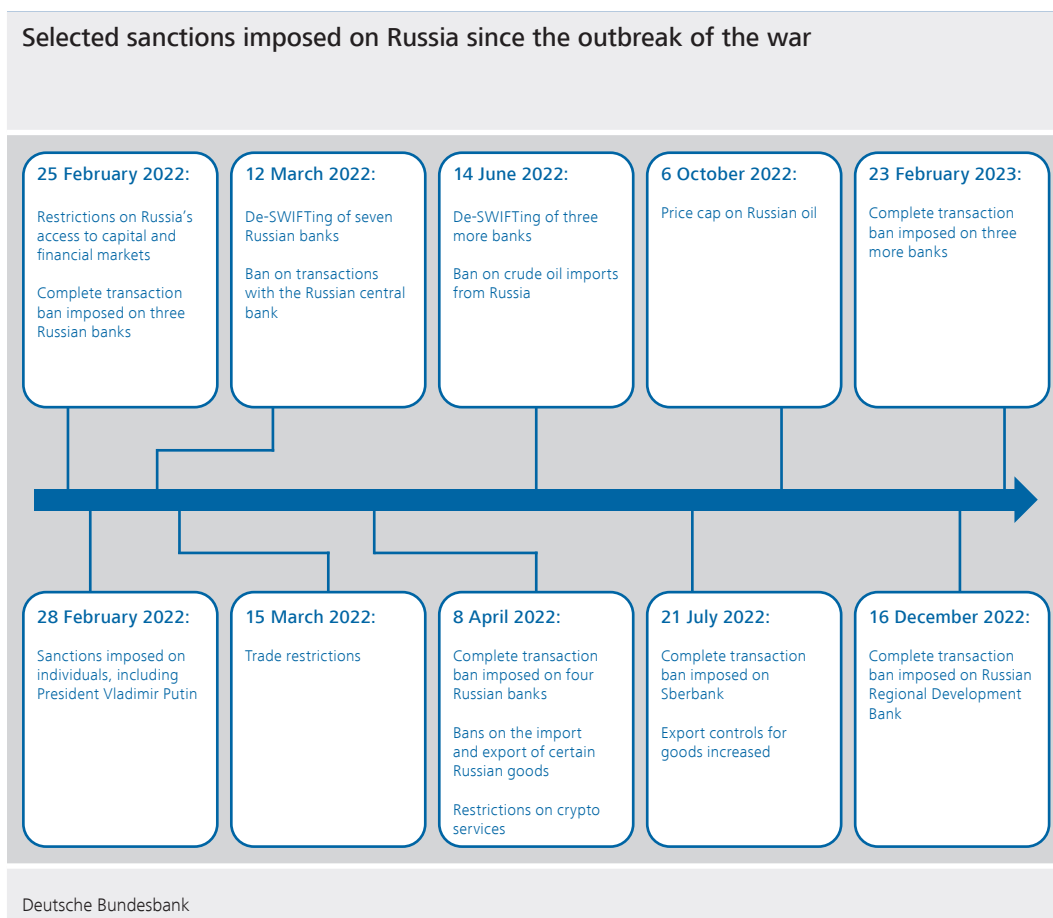 Selected sanctions imposed on Russia since the outbreak of the war
25 February 2022:
Restrictions on Russia's
access to capital and
financial markets
Complete transaction
ban imposed on three
Russian banks
12 March 2022:
De-SWIFTing of seven
Russian banks
Ban on transactions
with the Russian central
bank
14 June 2022:
De-SWIFTing of three
more banks
Ban on crude oil imports
from Russia
6 October 2022:
Price cap on Russian oil
23 February 2023:
Complete transaction
ban imposed on three
more banks
28 February 2022:
Sanctions imposed on
individuals, including
President Vladimir Putin
15 March 2022:
Trade restrictions
8 April 2022:
Complete transaction
ban imposed on four
Russian banks
Bans on the import
and export of certain
Russian goods
Restrictions on crypto
services
21 July 2022:
Complete transaction
ban imposed on
Sberbank
Export controls for
goods increased
16 December 2022:
Complete transaction
ban imposed on Russian
Regional Development
Bank
Deutsche Bundesbank